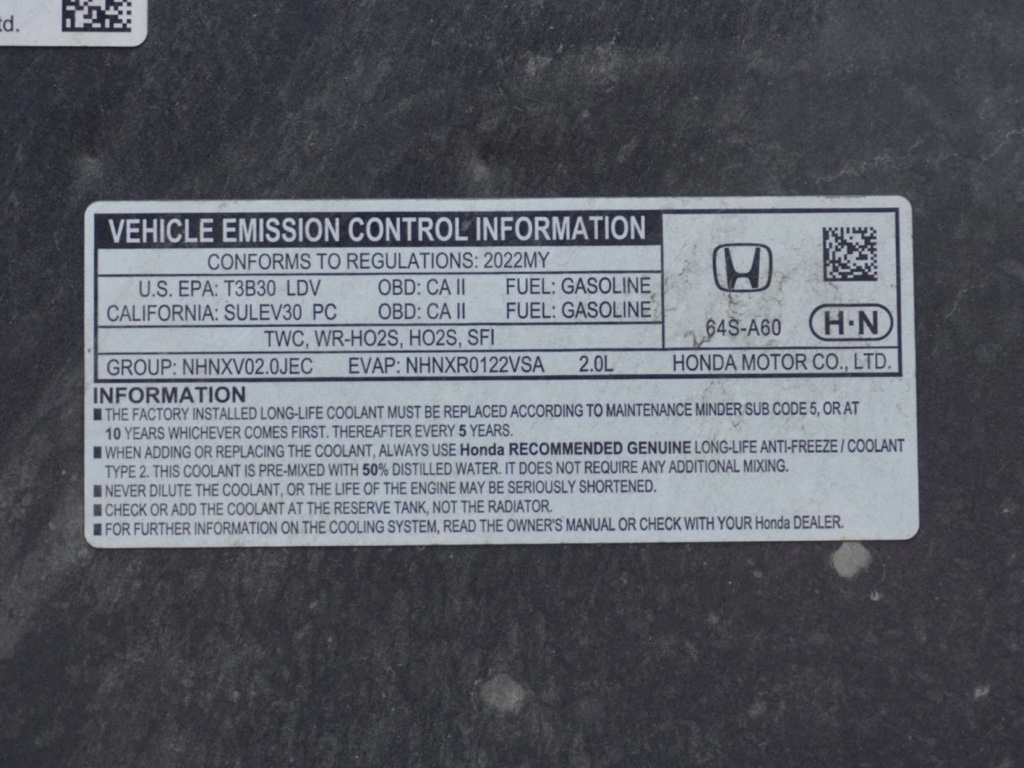 td.
VEHICLE EMISSION CONTROL INFORMATION
CONFORMS TO REGULATIONS: 2022MY
U.S. EPA: T3B30 LDV OBD: CA II FUEL: GASOLINE
CALIFORNIA: SULEV30 PC OBD: CA II FUEL: GASOLINE
TWC, WR-HO2S, HO2S, SFI
64S-A60 H·N
GROUP: NHNXV02.0JEC EVAP: NHNXR0122VSA 2.0L HONDA MOTOR CO., LTD.
INFORMATION
■ THE FACTORY INSTALLED LONG-LIFE COOLANT MUST BE REPLACED ACCORDING TO MAINTENANCE MINDER SUB CODE 5, OR AT
10 YEARS WHICHEVER COMES FIRST. THEREAFTER EVERY 5 YEARS.
■ WHEN ADDING OR REPLACING THE COOLANT, ALWAYS USE Honda RECOMMENDED GENUINE LONG-LIFE ANTI-FREEZE / COOLANT
TYPE 2. THIS COOLANT IS PRE-MIXED WITH 50% DISTILLED WATER. IT DOES NOT REQUIRE ANY ADDITIONAL MIXING.
■ NEVER DILUTE THE COOLANT, OR THE LIFE OF THE ENGINE MAY BE SERIOUSLY SHORTENED.
■ CHECK OR ADD THE COOLANT AT THE RESERVE TANK, NOT THE RADIATOR.
■ FOR FURTHER INFORMATION ON THE COOLING SYSTEM, READ THE OWNER'S MANUAL OR CHECK WITH YOUR Honda DEALER.